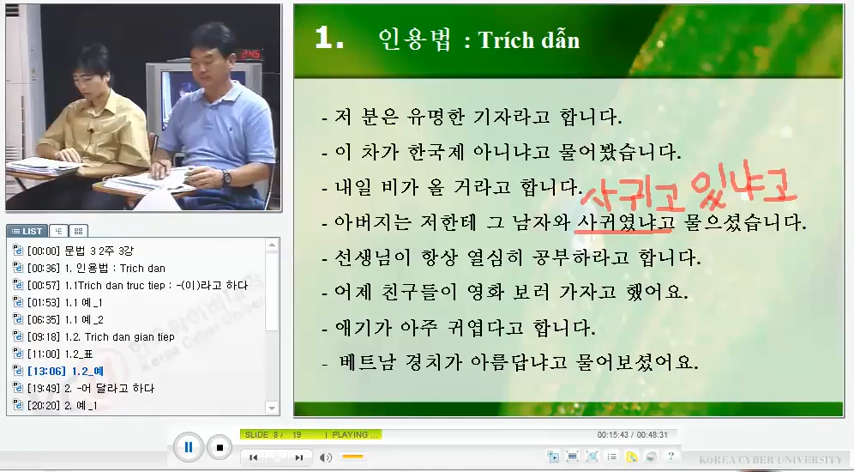 1. 인용법 : Trích dẫn
- 저 분은 유명한 기자라고 합니다.
- 이 차가 한국제 아니냐고 물어봤습니다.
- 내일 비가 올 거라고 합니다.
사귀고 있냐고
- 아버지는 저한테 그 남자와 사귀였냐고 물으셨습니다.
- 선생님이 항상 열심히 공부하라고 합니다.
- 어제 친구들이 영화 보러 가자고 했어요.
- 애기가 아주 귀엽다고 합니다.
- 베트남 경치가 아름답냐고 물어보셨어요.
LIST
[00:00] 문법 3 2주 3강
[00:36] 1. 인용법 : Trich dan
[00:57] 1.1Trich dan truc tiep : -(이)라고 하다
[01:53] 1.1 예_1
[06:35] 1.1 예_2
[09:18] 1.2. Trich dan gian tiep
[11:00] 1.2_표
[13:06] 1.2_예
[19:49] 2. -어 달라고 하다
[20:20] 2. 예_1
SLIDE 8 / 19 | PLAYING ...
00:15:43 / 00:48:31
KOREA CYBER UNIVERSITY